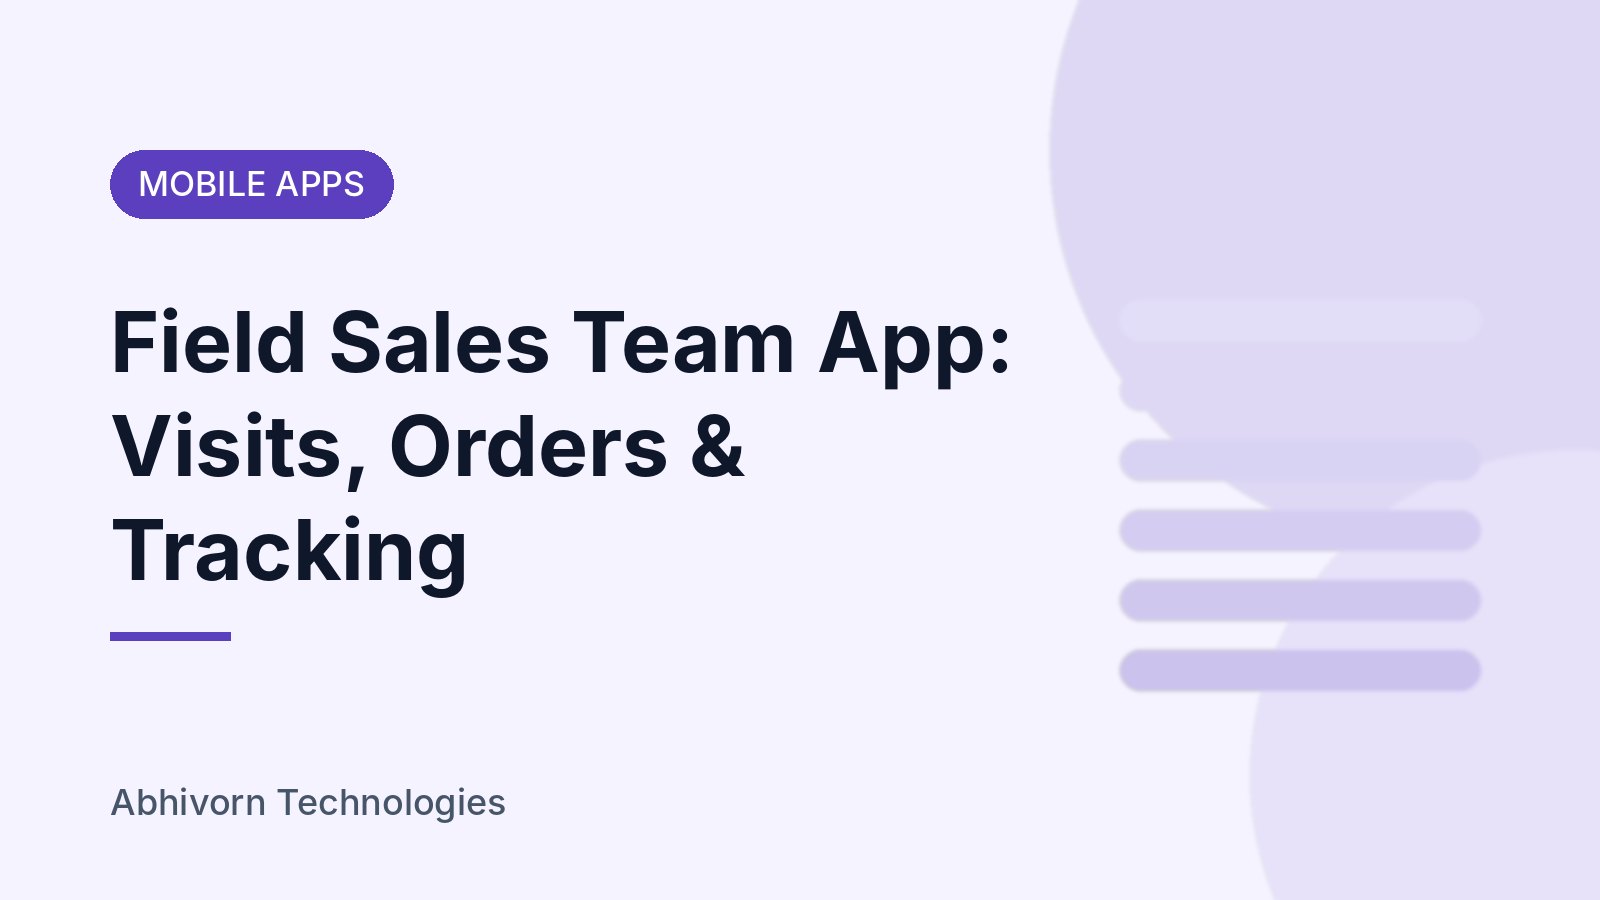 MOBILE APPS
Field Sales Team App:
Visits, Orders &
Tracking
Abhivorn Technologies